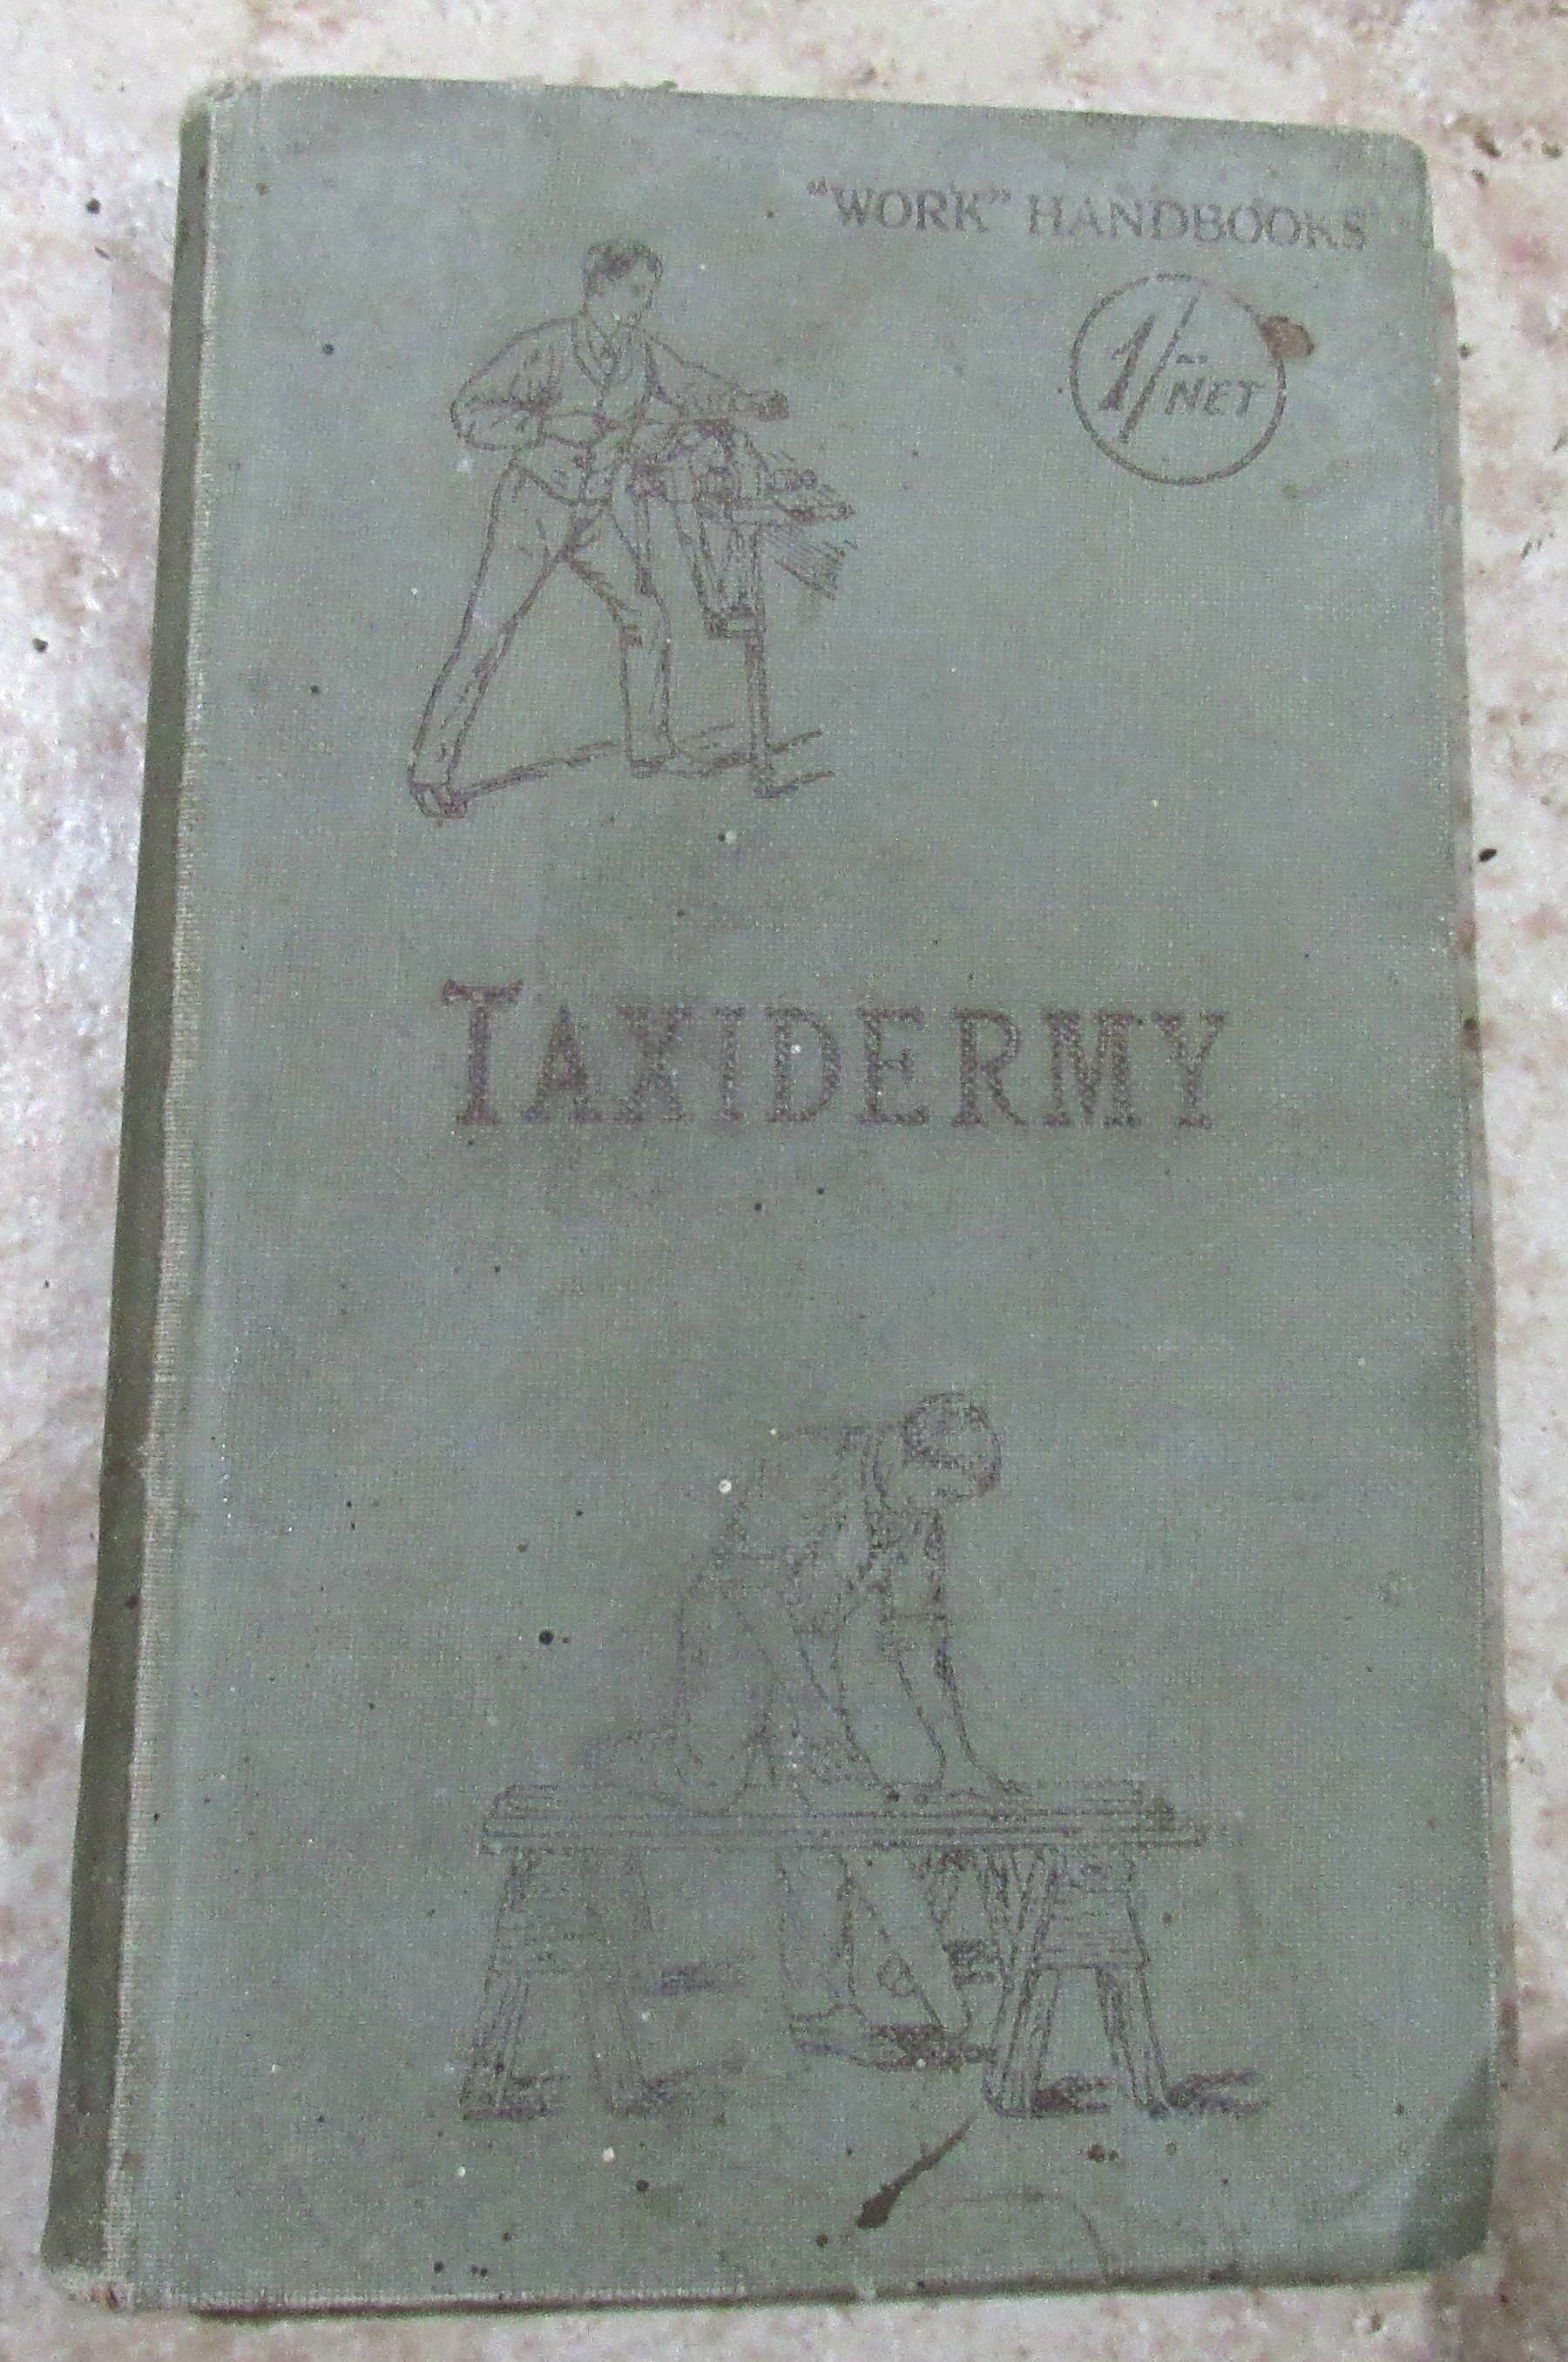 "WORK" HANDBOOKS
1/-- NET
TAXIDERMY